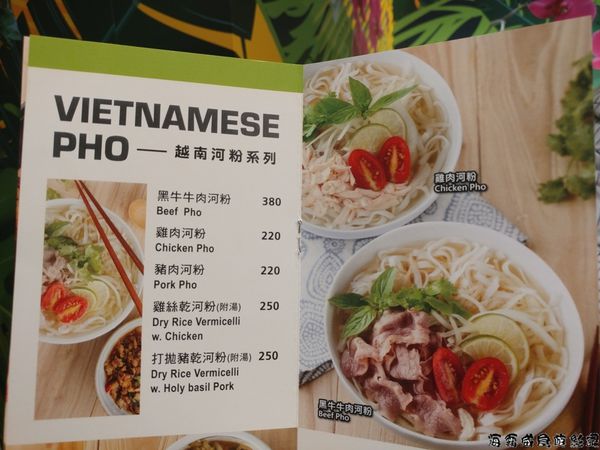 VIETNAMESE
PHO — 越南河粉系列
黑牛牛肉河粉 380
Beef Pho
雞肉河粉 220
Chicken Pho
豬肉河粉 220
Pork Pho
雞絲乾河粉(附湯) 250
Dry Rice Vermicelli
w. Chicken
打拋豬乾河粉(附湯) 250
Dry Rice Vermicelli
w. Holy basil Pork
雞肉河粉
Chicken Pho
黑牛牛肉河粉
Beef Pho